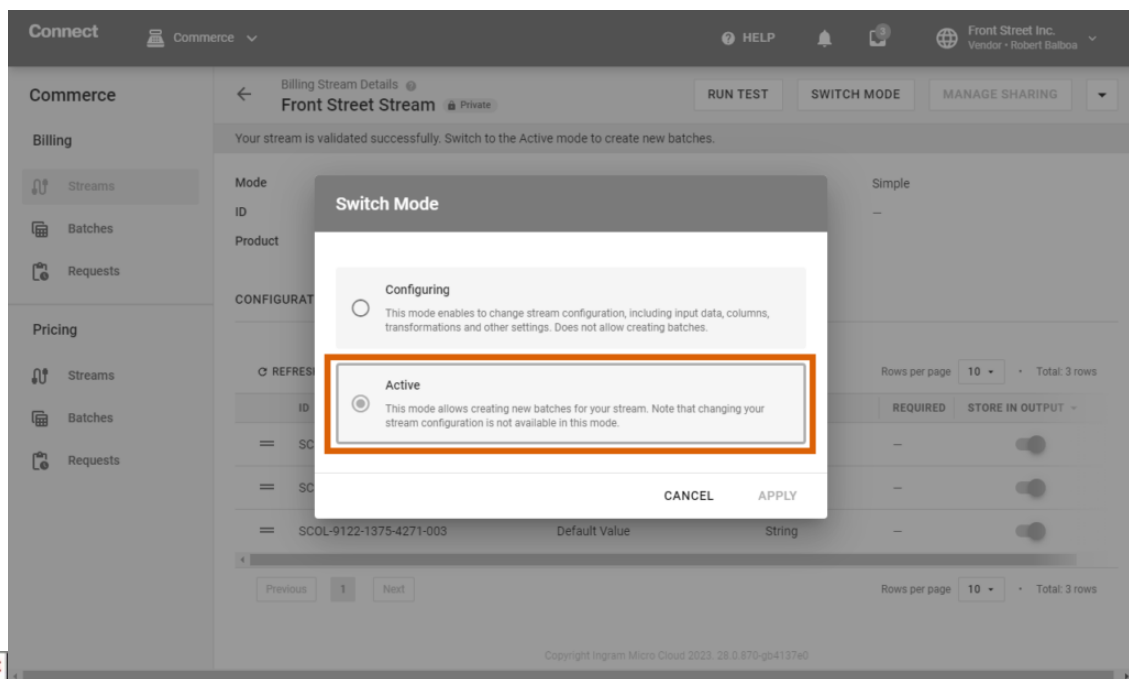 Connect
Commerce
HELP
3
Front Street Inc.
Vendor • Robert Balboa
Commerce
Billing Stream Details
Front Street Stream Private
RUN TEST
SWITCH MODE
MANAGE SHARING
Billing
Your stream is validated successfully. Switch to the Active mode to create new batches.
Streams
Mode
Simple
Switch Mode
ID
—
Batches
Product
Requests
Configuring
CONFIGURAT
This mode enables to change stream configuration, including input data, columns,
transformations and other settings. Does not allow creating batches.
Pricing
Streams
REFRES
Rows per page 10 • Total: 3 rows
Active
This mode allows creating new batches for your stream. Note that changing your
stream configuration is not available in this mode.
ID
REQUIRED
STORE IN OUTPUT
Batches
SC
—
Requests
SC
—
CANCEL
APPLY
SCOL-9122-1375-4271-003
Default Value
String
—
Previous
1
Next
Rows per page 10 • Total: 3 rows
Copyright Ingram Micro Cloud 2023. 28.0.870-gb4137e0